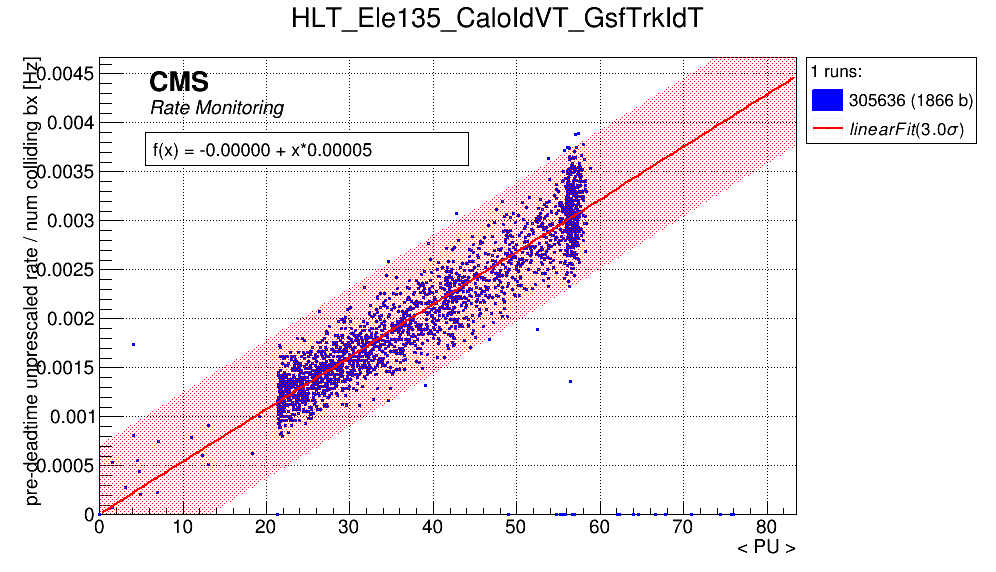 HLT_Ele135_CaloIdVT_GsfTrkIdT
pre-deadtime unprescaled rate / num colliding bx [Hz]
0.0045
0.004
0.0035
0.003
0.0025
0.002
0.0015
0.001
0.0005
0
CMS
Rate Monitoring
f(x) = -0.00000 + x*0.00005
0 10 20 30 40 50 60 70 80
< PU >
1 runs:
305636 (1866 b)
linearFit(3.0σ)